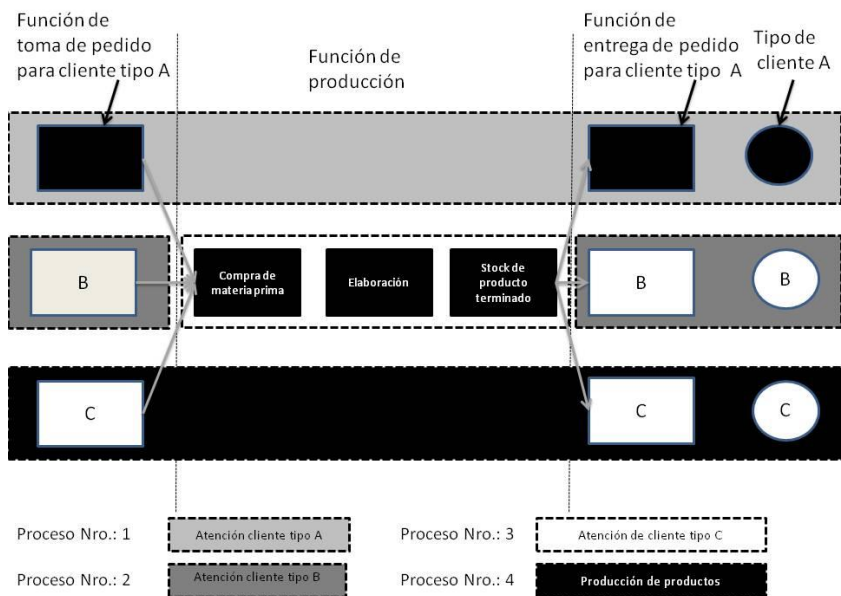 Función de
toma de pedido
para cliente tipo A
Función de
producción
Función de
entrega de pedido
para cliente tipo A
Tipo de
cliente A
B
Compra de
materia prima
Elaboración
Stock de
producto
terminado
B
B
C
C
C
Proceso Nro.: 1
Atención cliente tipo A
Proceso Nro.: 3
Atención de cliente tipo C
Proceso Nro.: 2
Atención cliente tipo B
Proceso Nro.: 4
Producción de productos